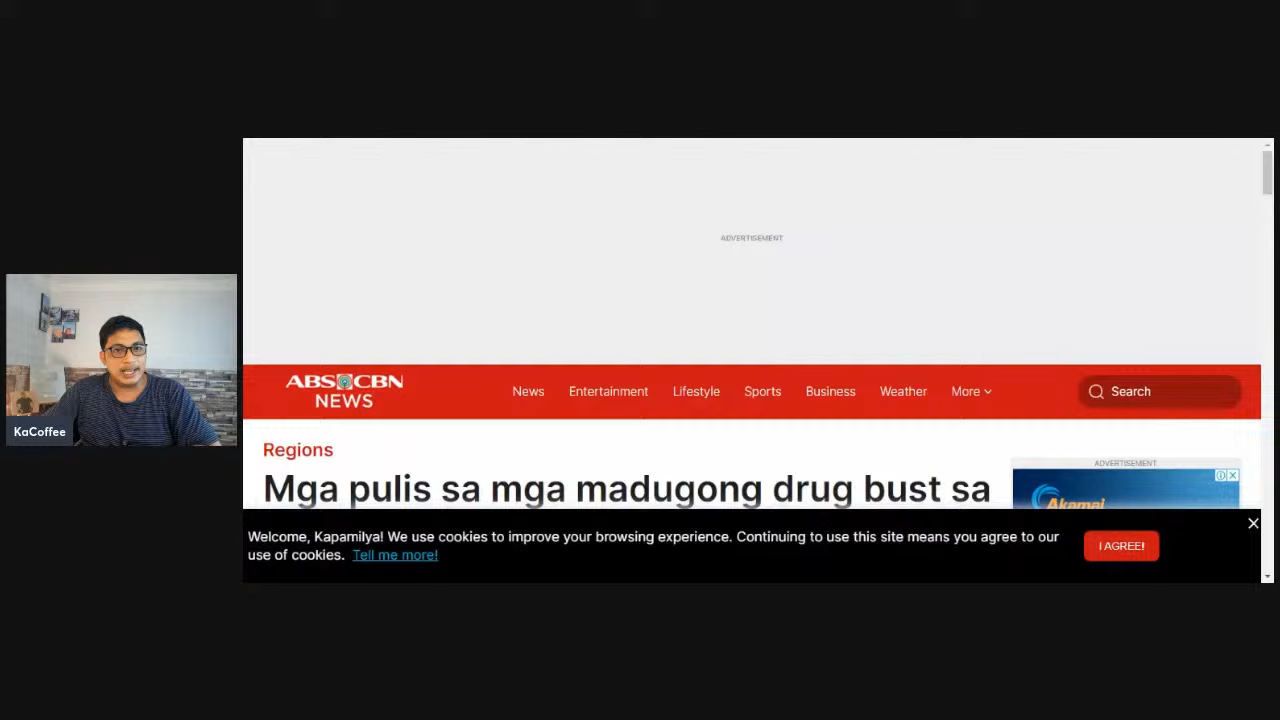 ADVERTISEMENT
ABS-CBN
NEWS
News Entertainment Lifestyle Sports Business Weather More
Search
Regions
ADVERTISEMENT
Mga pulis sa mga madugong drug bust sa
Akamai
KaCoffee
Welcome, Kapamilya! We use cookies to improve your browsing experience. Continuing to use this site means you agree to our
use of cookies. Tell me more!
I AGREE!